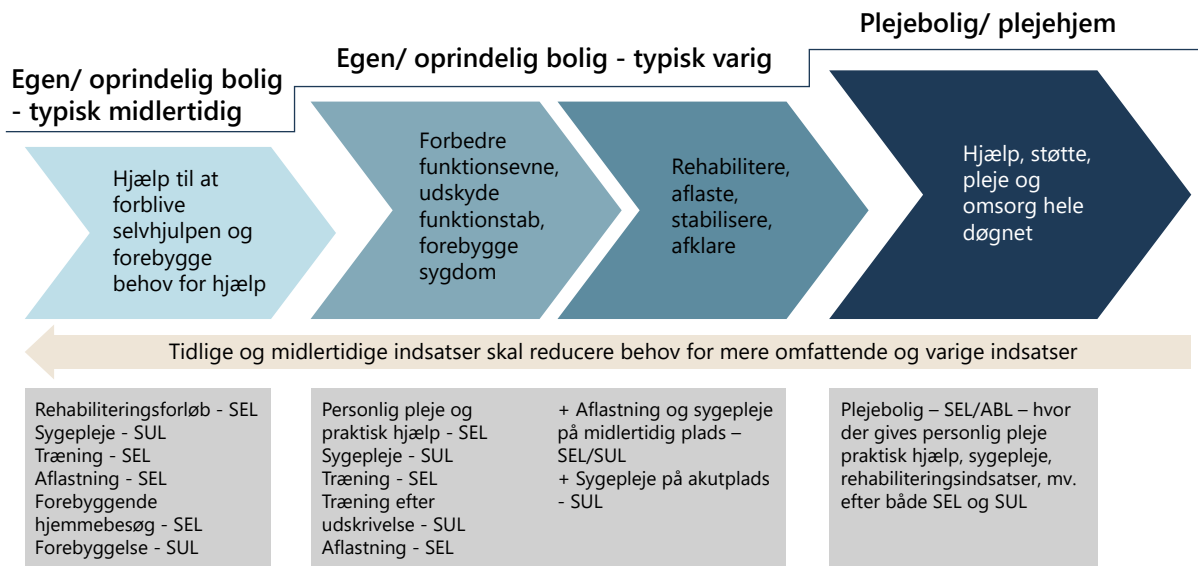 Egen/ oprindelig bolig
- typisk midlertidig
Egen/ oprindelig bolig - typisk varig
Plejebolig/ plejehjem
Hjælp til at
forblive
selvhjulpen og
forebygge
behov for hjælp
Forbedre
funktionsevne,
udskyde
funktionstab,
forebygge
sygdom
Rehabilitere,
aflaste,
stabilisere,
afklare
Hjælp, støtte,
pleje og
omsorg hele
døgnet
Tidlige og midlertidige indsatser skal reducere behov for mere omfattende og varige indsatser
Rehabiliteringsforløb - SEL
Sygepleje - SUL
Træning - SEL
Aflastning - SEL
Forebyggende
hjemmebesøg - SEL
Forebyggelse - SUL
Personlig pleje og
praktisk hjælp - SEL
Sygepleje - SUL
Træning - SEL
Træning efter
udskrivelse - SUL
Aflastning - SEL
+ Aflastning og sygepleje
på midlertidig plads –
SEL/SUL
+ Sygepleje på akutplads
- SUL
Plejebolig – SEL/ABL – hvor
der gives personlig pleje
praktisk hjælp, sygepleje,
rehabiliteringsindsatser, mv.
efter både SEL og SUL